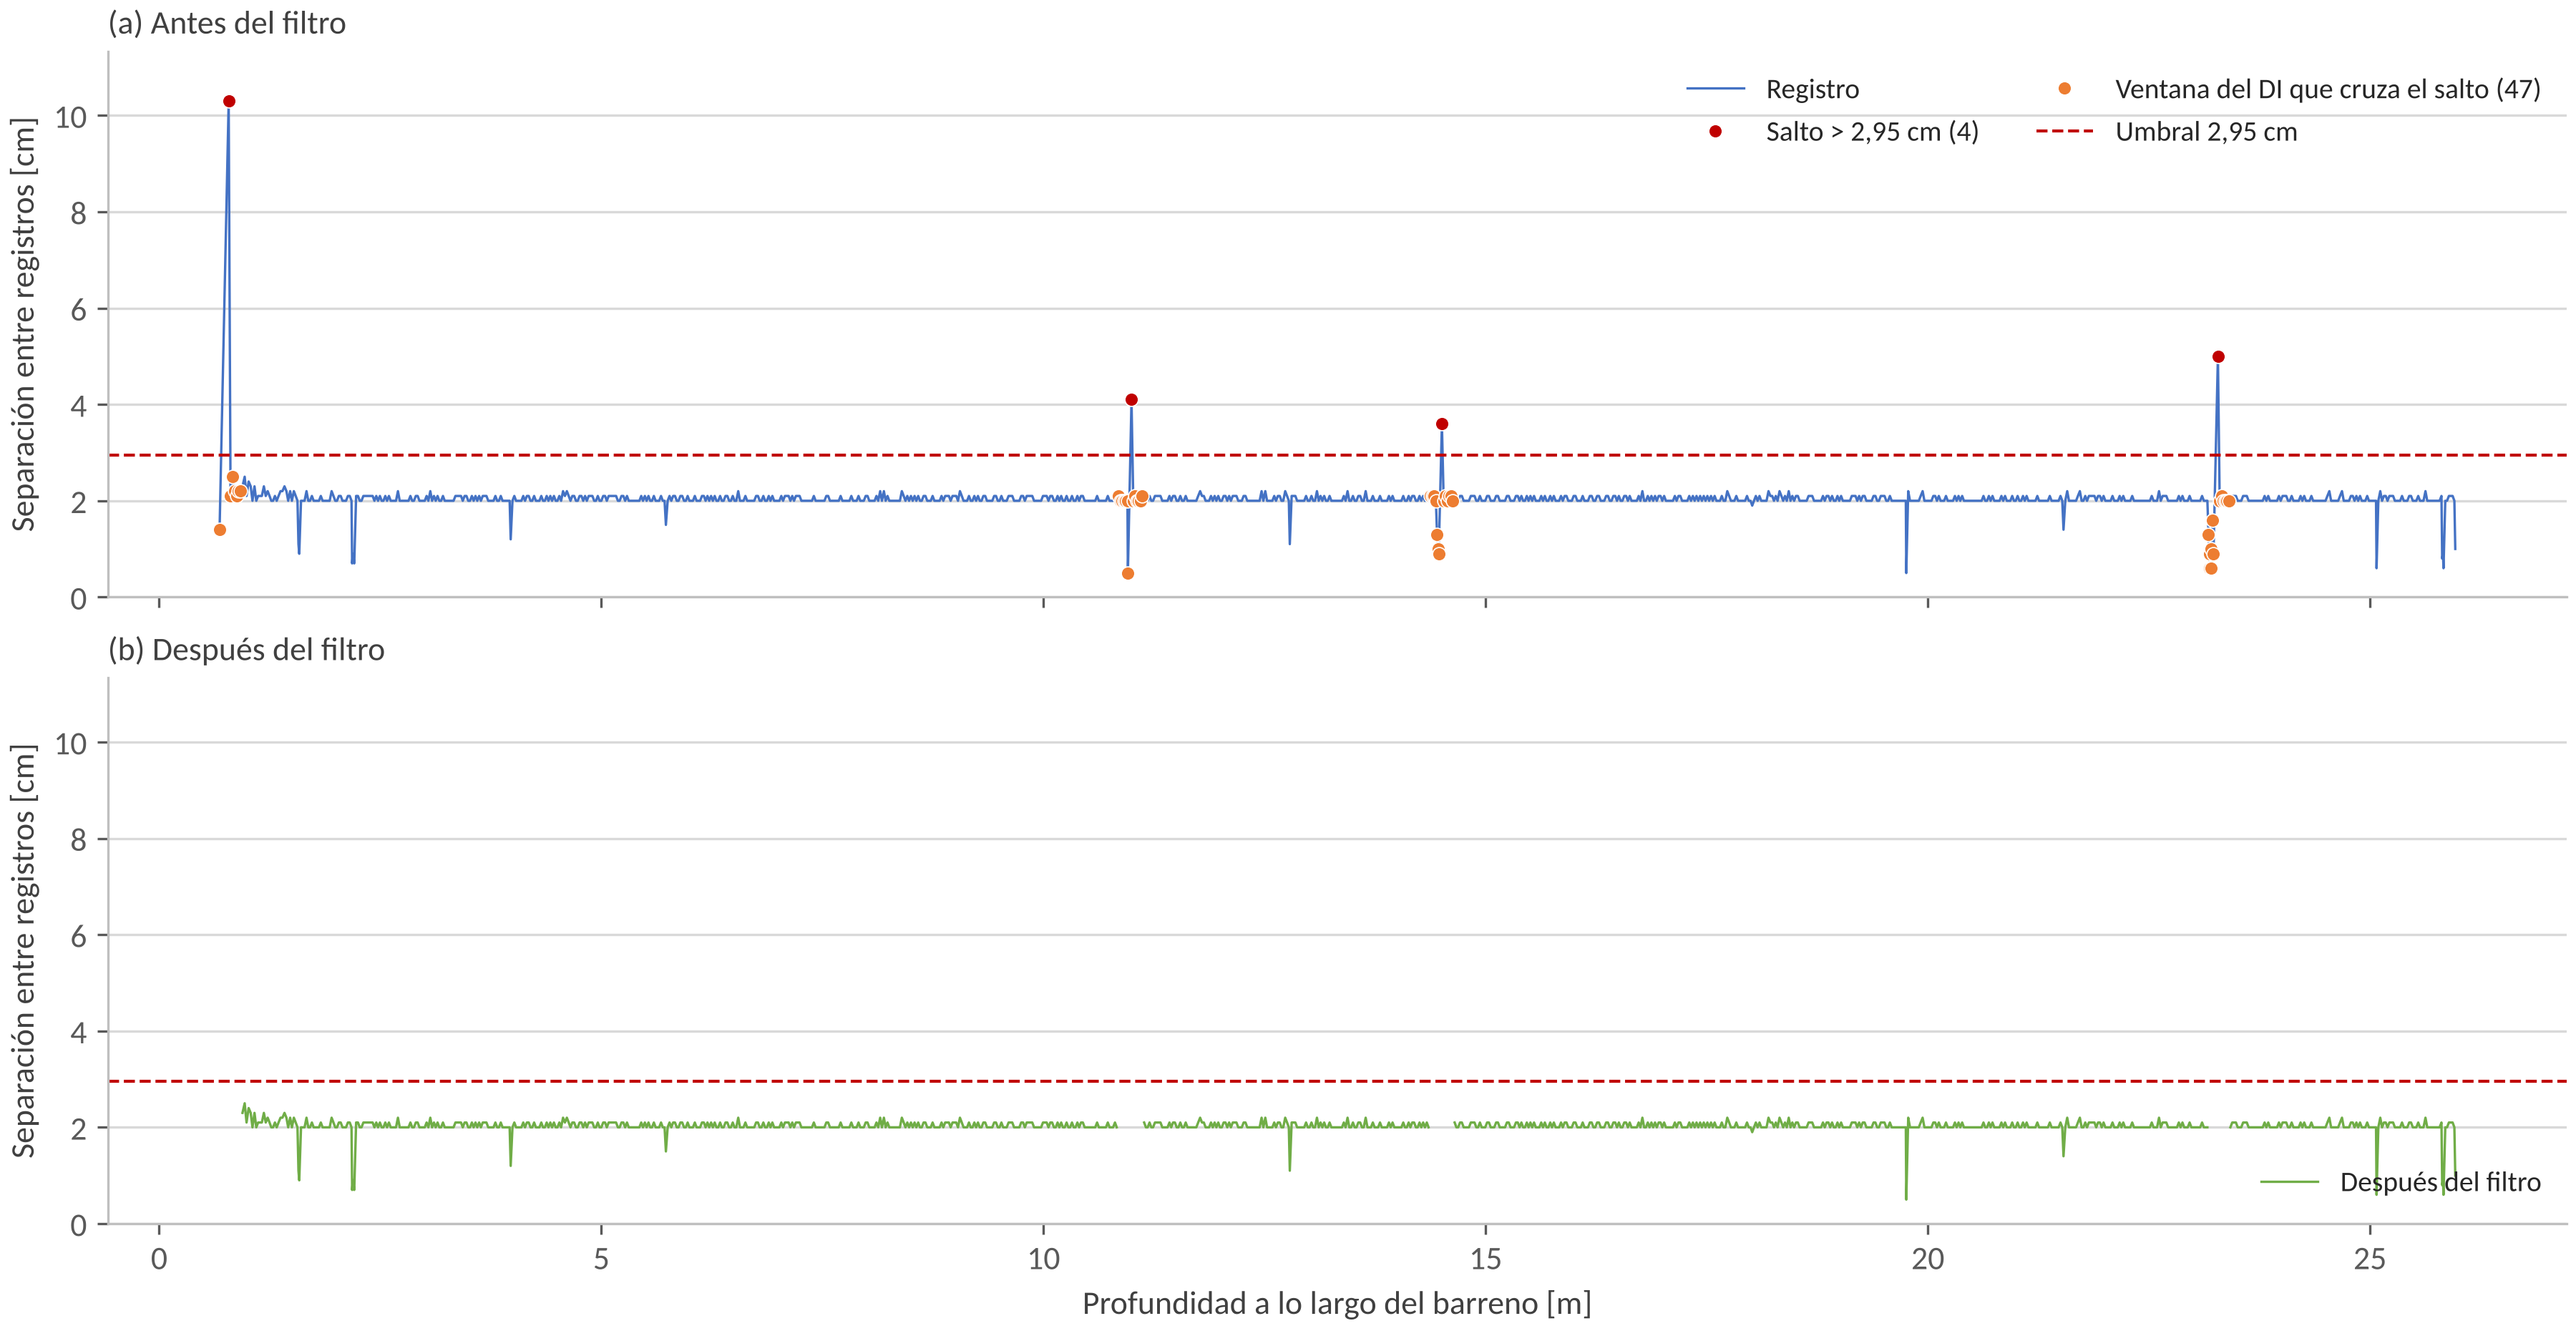 (a) Antes del filtro
Separación entre registros [cm]
10
8
6
4
2
0
Registro
Salto > 2,95 cm (4)
Ventana del DI que cruza el salto (47)
Umbral 2,95 cm
(b) Después del filtro
Separación entre registros [cm]
10
8
6
4
2
0
Después del filtro
0 5 10 15 20 25
Profundidad a lo largo del barreno [m]